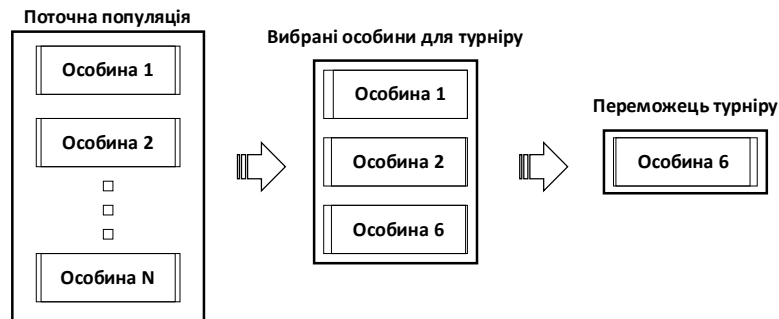 Поточна популяція
Особина 1
Особина 2
Особина N
Вибрані особини для турніру
Особина 1
Особина 2
Особина 6
Переможець турніру
Особина 6